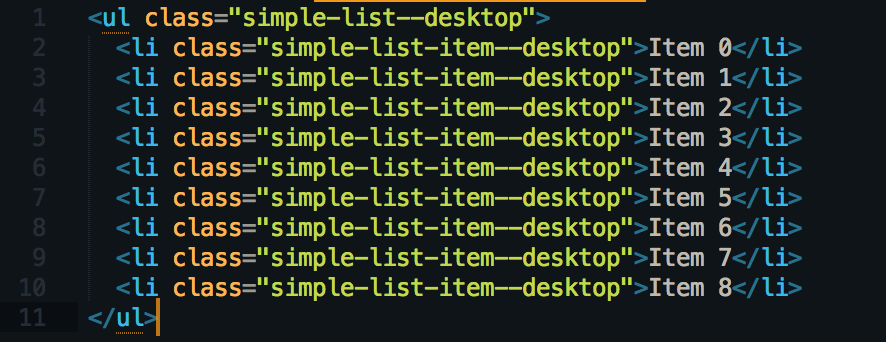 1 <ul class="simple-list--desktop">
2 <li class="simple-list-item--desktop">Item 0</li>
3 <li class="simple-list-item--desktop">Item 1</li>
4 <li class="simple-list-item--desktop">Item 2</li>
5 <li class="simple-list-item--desktop">Item 3</li>
6 <li class="simple-list-item--desktop">Item 4</li>
7 <li class="simple-list-item--desktop">Item 5</li>
8 <li class="simple-list-item--desktop">Item 6</li>
9 <li class="simple-list-item--desktop">Item 7</li>
10 <li class="simple-list-item--desktop">Item 8</li>
11 </ul>